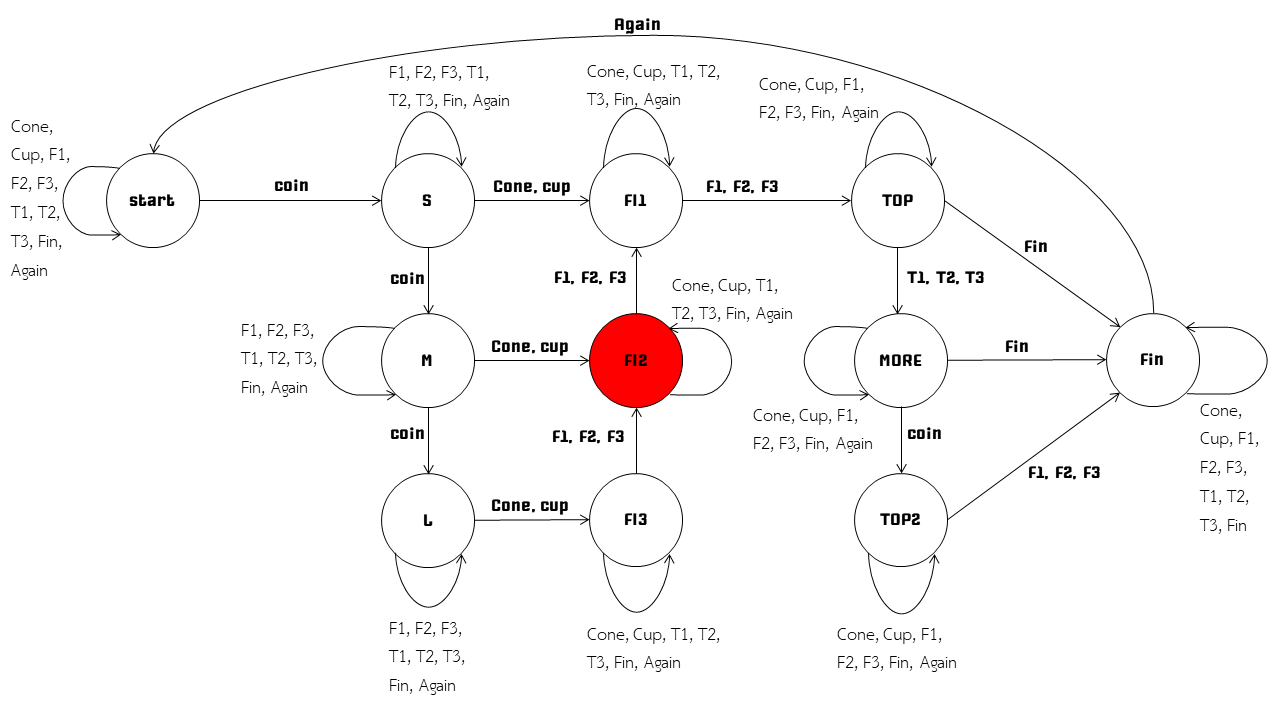 Again
F1, F2, F3, T1,
T2, T3, Fin, Again
Cone, Cup, T1, T2,
T3, Fin, Again
Cone, Cup, F1,
F2, F3, Fin, Again
Cone,
Cup, F1,
F2, F3,
T1, T2,
T3, Fin,
Again
start
coin
S
Cone, cup
Fl1
F1, F2, F3
TOP
Fin
coin
F1, F2, F3
T1, T2, T3
Cone, Cup, T1,
T2, T3, Fin, Again
F1, F2, F3,
T1, T2, T3,
Fin, Again
M
Cone, cup
Fl2
MORE
Fin
Fin
Cone, Cup, F1,
F2, F3, Fin, Again
Cone,
Cup, F1,
F2, F3,
T1, T2,
T3, Fin
coin
F1, F2, F3
coin
F1, F2, F3
L
Cone, cup
Fl3
TOP2
F1, F2, F3,
T1, T2, T3,
Fin, Again
Cone, Cup, T1, T2,
T3, Fin, Again
Cone, Cup, F1,
F2, F3, Fin, Again